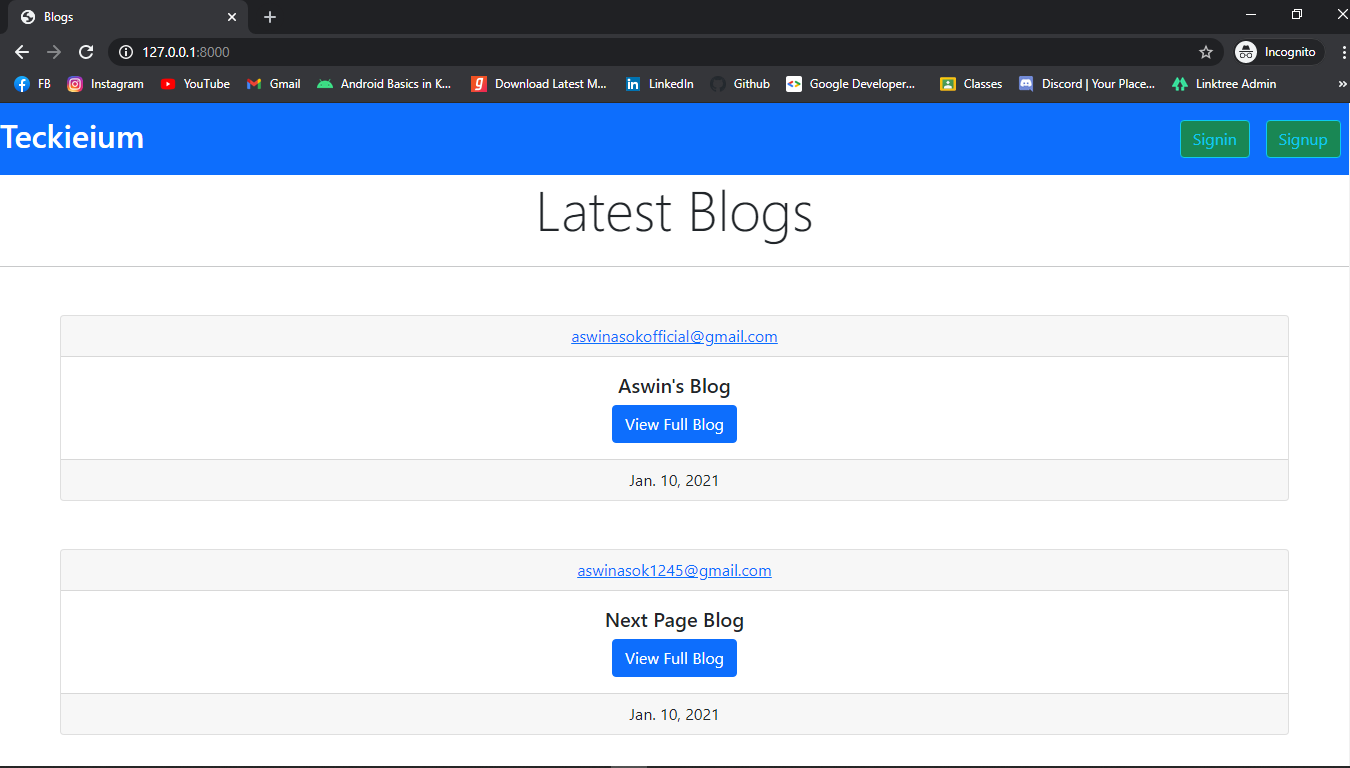 Blogs
127.0.0.1:8000
Incognito
FB Instagram YouTube Gmail Android Basics in K... Download Latest M... LinkedIn Github Google Developer... Classes Discord | Your Place... Linktree Admin »
Teckieium Signin Signup
Latest Blogs
aswinasokofficial@gmail.com
Aswin's Blog
View Full Blog
Jan. 10, 2021
aswinasok1245@gmail.com
Next Page Blog
View Full Blog
Jan. 10, 2021